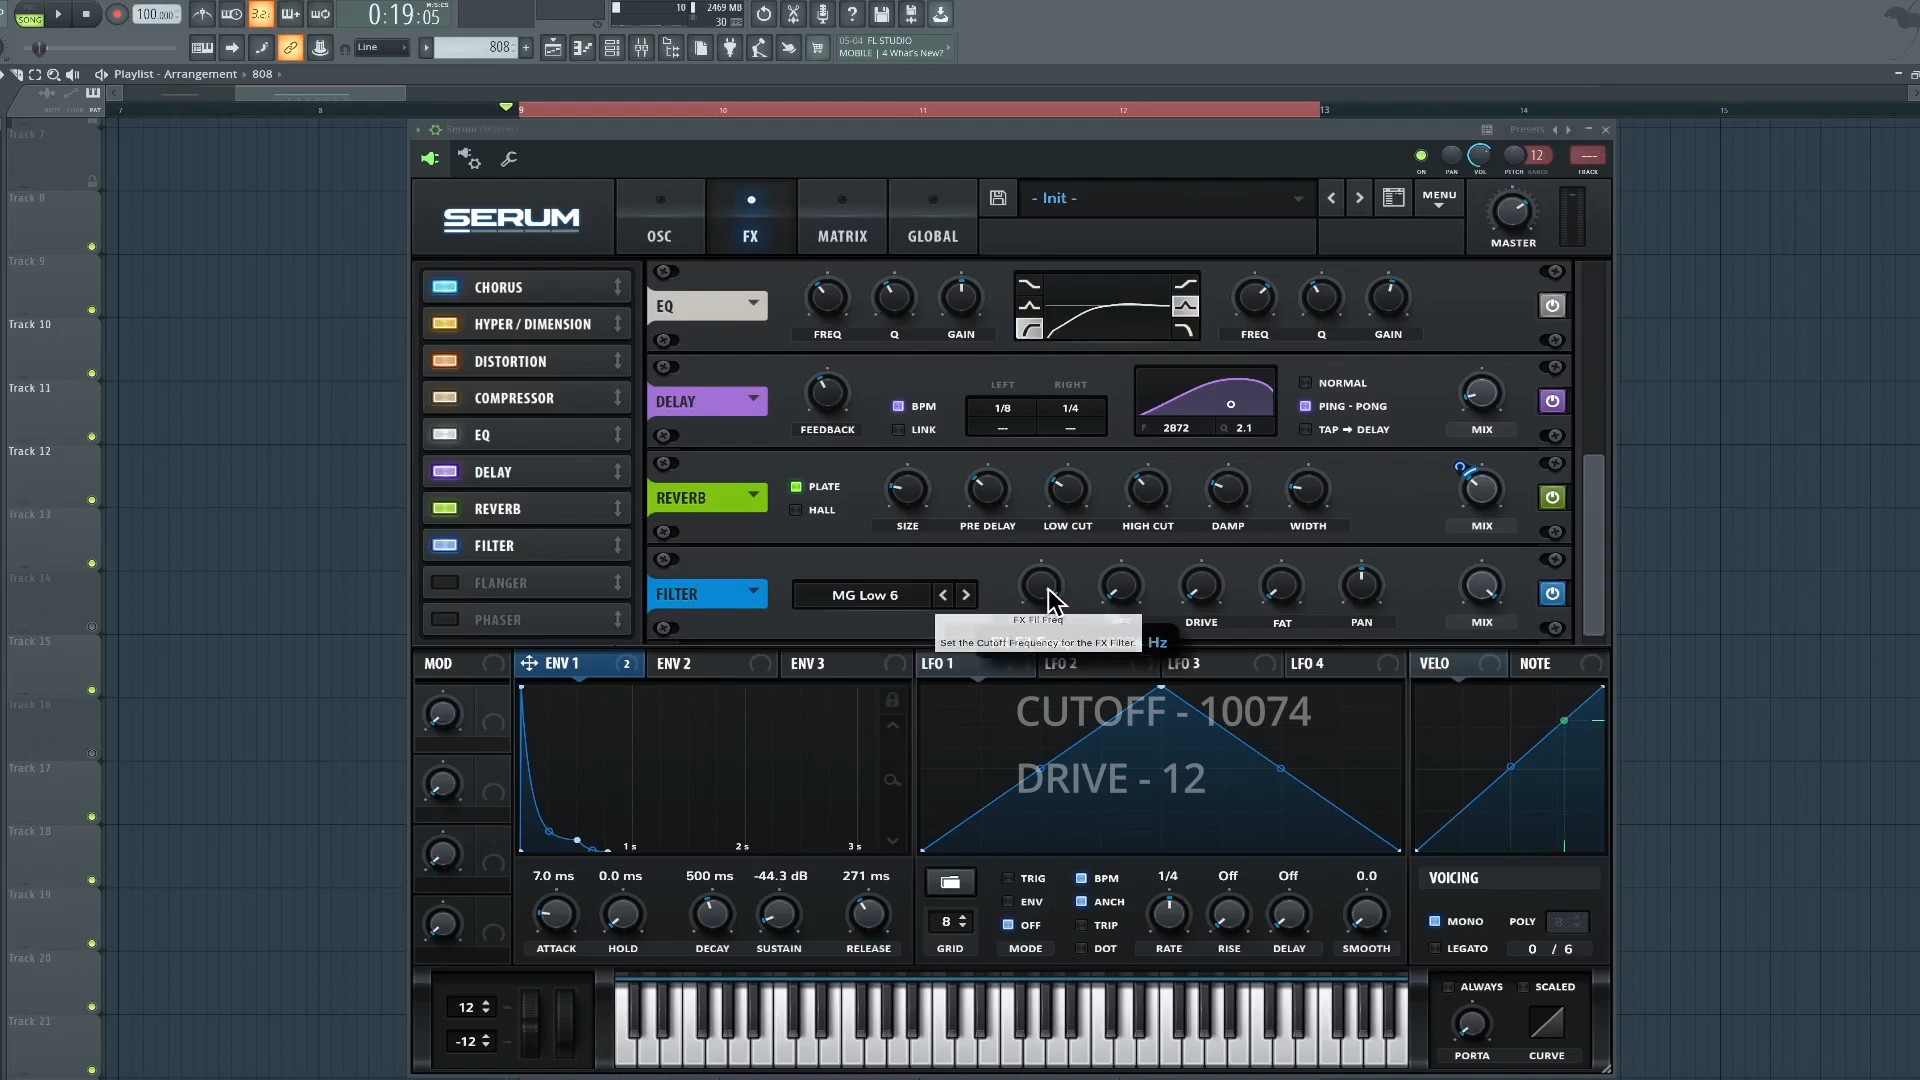 SONG
100.000
3.2.
0:19:05
M:S:CS
10
2469 MB
30
Line
808
05-04 FL STUDIO
MOBILE | 4 What's New?
Playlist - Arrangement
808
PAT
7
8
9
10
11
12
13
14
15
Track 7
Track 8
Track 9
Track 10
Track 11
Track 12
Track 13
Track 14
Track 15
Track 16
Track 17
Track 18
Track 19
Track 20
Track 21
Serum (Master)
Presets
12
---
ON
PAN
VOL
PITCH
RANGE
TRACK
SERUM
OSC
FX
MATRIX
GLOBAL
- Init -
MENU
MASTER
CHORUS
HYPER / DIMENSION
DISTORTION
COMPRESSOR
EQ
DELAY
REVERB
FILTER
FLANGER
PHASER
EQ
FREQ
Q
GAIN
FREQ
Q
GAIN
DELAY
FEEDBACK
BPM
LINK
LEFT
RIGHT
1/8
1/4
---
---
F 2872
Q 2.1
NORMAL
PING - PONG
TAP ➔ DELAY
MIX
REVERB
PLATE
HALL
SIZE
PRE DELAY
LOW CUT
HIGH CUT
DAMP
WIDTH
MIX
FILTER
MG Low 6
DRIVE
FAT
PAN
MIX
FX Fil Freq
Set the Cutoff Frequency for the FX Filter.
Hz
MOD
ENV 1
2
ENV 2
ENV 3
LFO 1
LFO 2
LFO 3
LFO 4
VELO
NOTE
CUTOFF - 10074
DRIVE - 12
1 s
2 s
3 s
7.0 ms
0.0 ms
500 ms
-44.3 dB
271 ms
ATTACK
HOLD
DECAY
SUSTAIN
RELEASE
8
GRID
TRIG
ENV
OFF
MODE
BPM
ANCH
TRIP
DOT
1/4
Off
Off
0.0
RATE
RISE
DELAY
SMOOTH
VOICING
MONO
POLY
LEGATO
0 / 6
12
-12
ALWAYS
SCALED
PORTA
CURVE